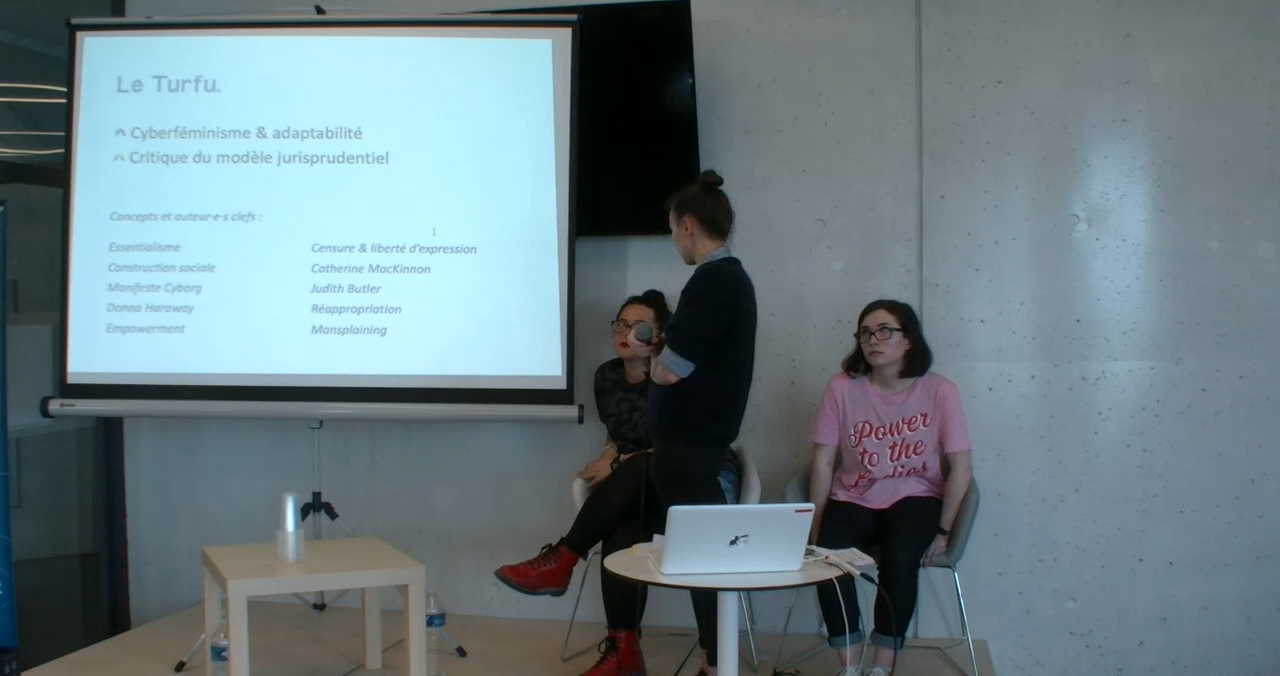 Le Turfu.
Cyberféminisme & adaptabilité
Critique du modèle jurisprudentiel
Concepts et auteur·e·s clefs :
Essentialisme
Construction sociale
Manifeste Cyborg
Donna Haraway
Empowerment
Censure & liberté d'expression
Catherine MacKinnon
Judith Butler
Réappropriation
Mansplaining
Power
to the
Ladies